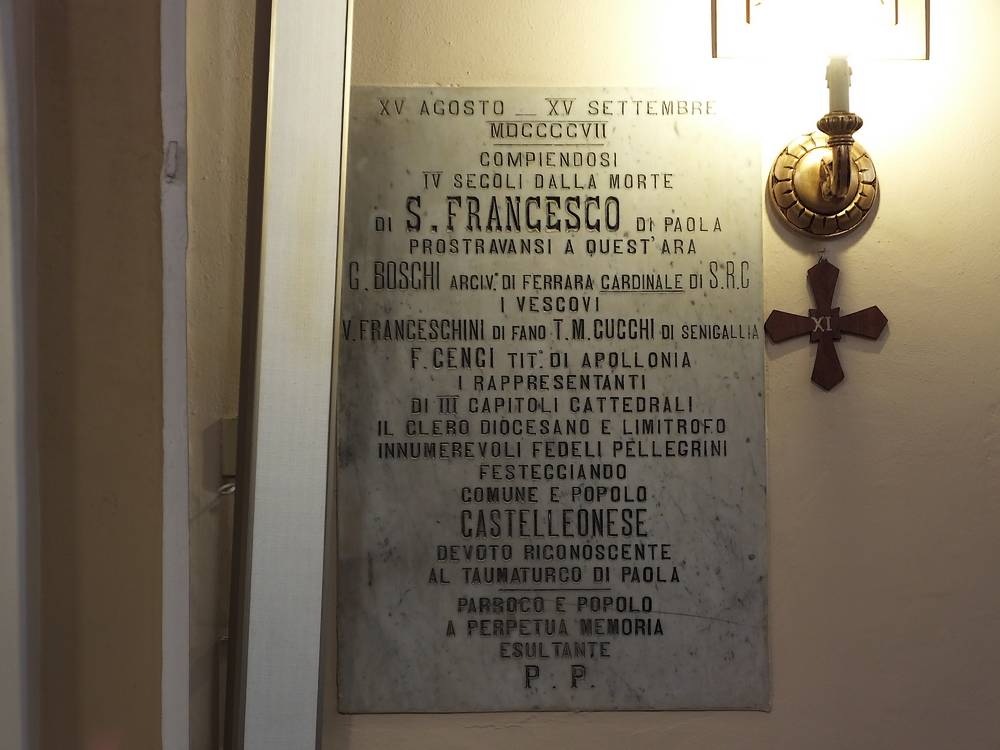 XV AGOSTO _ XV SETTEMBRE
MDCCCCVII
COMPIENDOSI
IV SECOLI DALLA MORTE
DI S. FRANCESCO DI PAOLA
PROSTRAVANSI A QUEST'ARA
G. BOSCHI ARCIV. DI FERRARA CARDINALE DI S.R.C
I VESCOVI
V. FRANCESCHINI DI FANO T.M. CUCCHI DI SENIGALLIA
F. CENCI TIT. DI APOLLONIA
I RAPPRESENTANTI
DI III CAPITOLI CATTEDRALI
IL CLERO DIOCESANO E LIMITROFO
INNUMEREVOLI FEDELI PELLEGRINI
FESTEGGIANDO
COMUNE E POPOLO
CASTELLEONESE
DEVOTO RICONOSCENTE
AL TAUMATURGO DI PAOLA
PARROCO E POPOLO
A PERPETUA MEMORIA
ESULTANTE
P. P.
XI